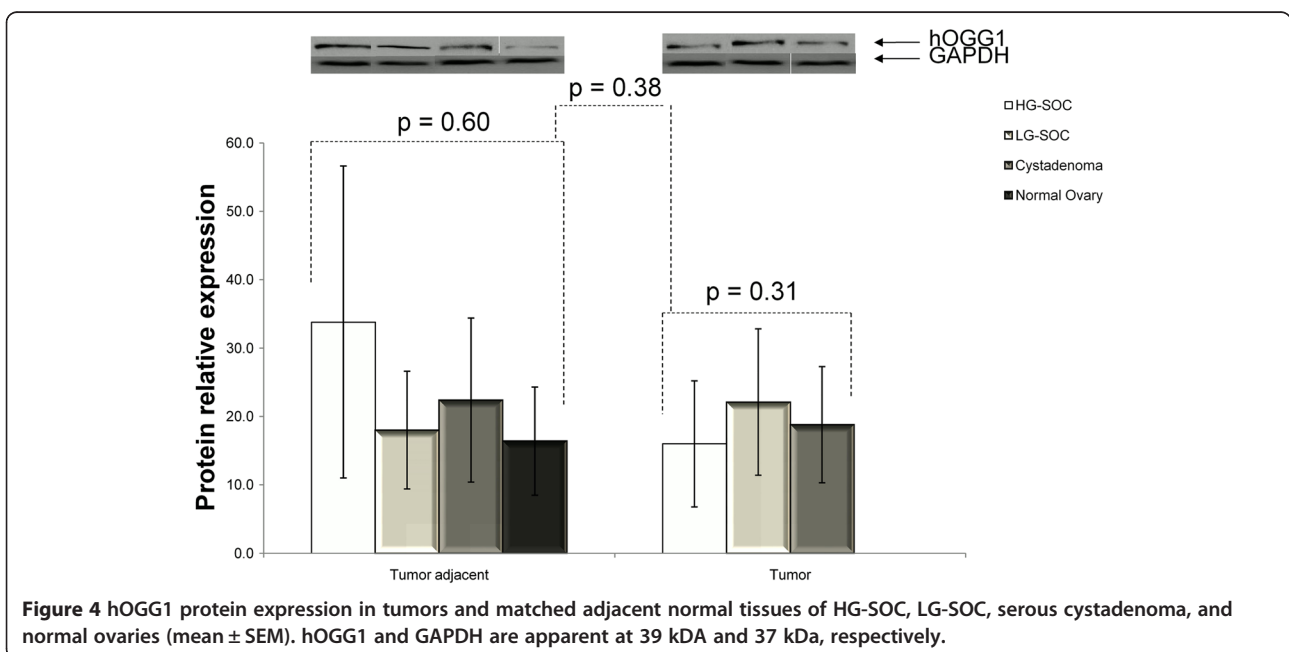 hOGG1
GAPDH
p = 0.38
p = 0.60
HG-SOC
LG-SOC
Cystadenoma
Normal Ovary
60.0
50.0
40.0
30.0
20.0
10.0
0.0
Protein relative expression
p = 0.31
Tumor adjacent
Tumor
Figure 4 hOGG1 protein expression in tumors and matched adjacent normal tissues of HG-SOC, LG-SOC, serous cystadenoma, and
normal ovaries (mean ± SEM). hOGG1 and GAPDH are apparent at 39 kDA and 37 kDa, respectively.